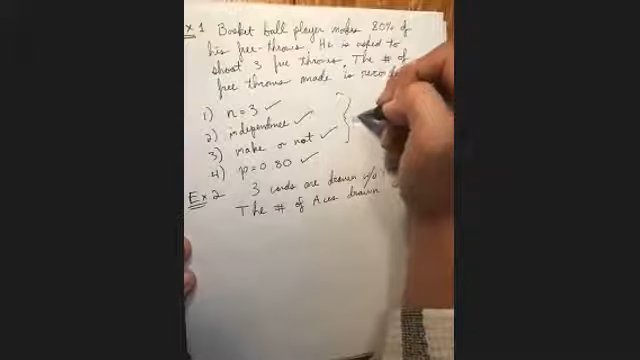 Ex 1 Basket ball player makes 80% of
his free-throws. He is asked to
shoot 3 free throws. The # of
free throws made is recor
1) n = 3 ✓
2) independence ✓
3) make or not ✓
4) p = 0.80 ✓
Ex 2 3 cards are drawn w/o
The # of Aces drawn